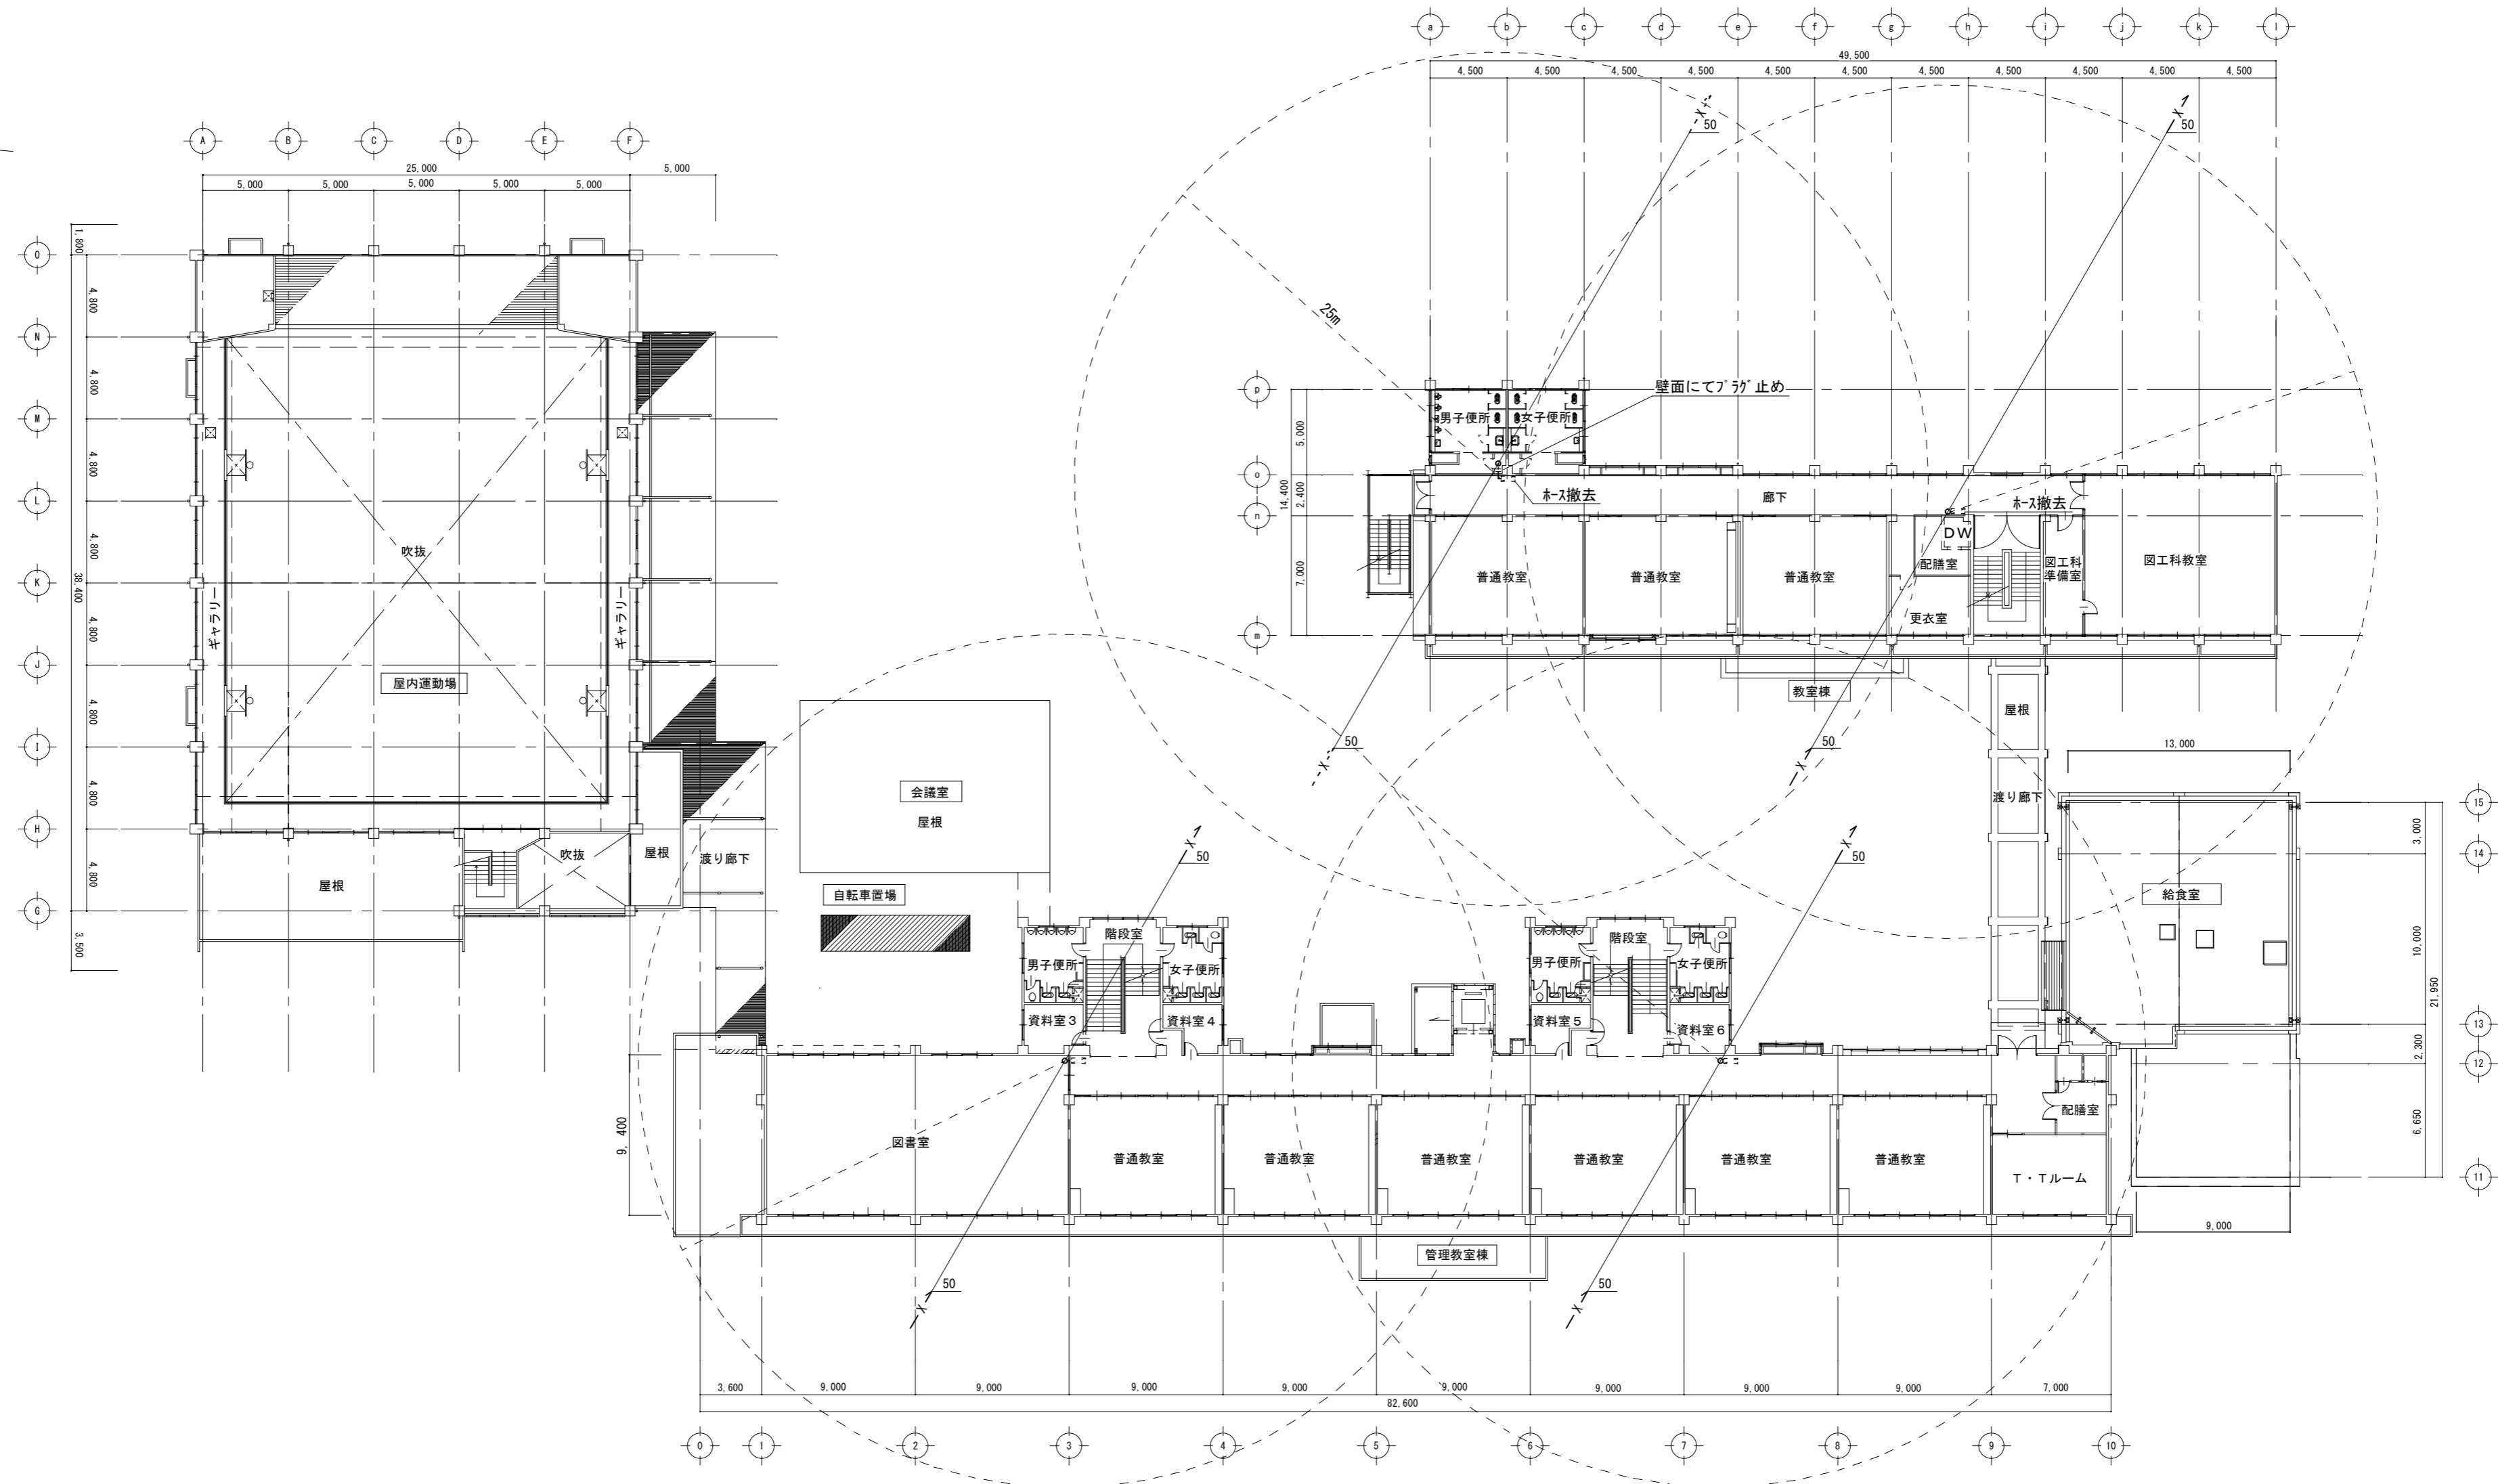 a b c d e f g h i j k l
49,500
4,500 4,500 4,500 4,500 4,500 4,500 4,500 4,500 4,500 4,500 4,500
X 50
X 50
25m
p
o
n
m
5,000
2,400
7,000
14,400
壁面にてプラグ止め
男子便所
女子便所
ホース撤去
廊下
ホース撤去
DW
配膳室
更衣室
図工科
準備室
図工科教室
普通教室
普通教室
普通教室
教室棟
50
X
50
X
A B C D E F
25,000
5,000
5,000 5,000 5,000 5,000 5,000
O
N
M
L
K
J
I
H
G
1,800
4,800
4,800
4,800
4,800
4,800
4,800
4,800
4,800
38,400
3,500
吹抜
ギャラリー
ギャラリー
屋内運動場
吹抜
屋根
屋根
渡り廊下
会議室
屋根
自転車置場
屋根
渡り廊下
13,000
給食室
15
14
13
12
11
3,000
10,000
2,300
6,650
21,950
9,000
X 50
X 50
階段室
男子便所
女子便所
資料室3
資料室4
階段室
男子便所
女子便所
資料室5
資料室6
9,400
図書室
普通教室
普通教室
普通教室
普通教室
普通教室
普通教室
配膳室
T・Tルーム
管理教室棟
50
X
50
X
3,600 9,000 9,000 9,000 9,000 9,000 9,000 9,000 9,000 7,000
82,600
0 1 2 3 4 5 6 7 8 9 10